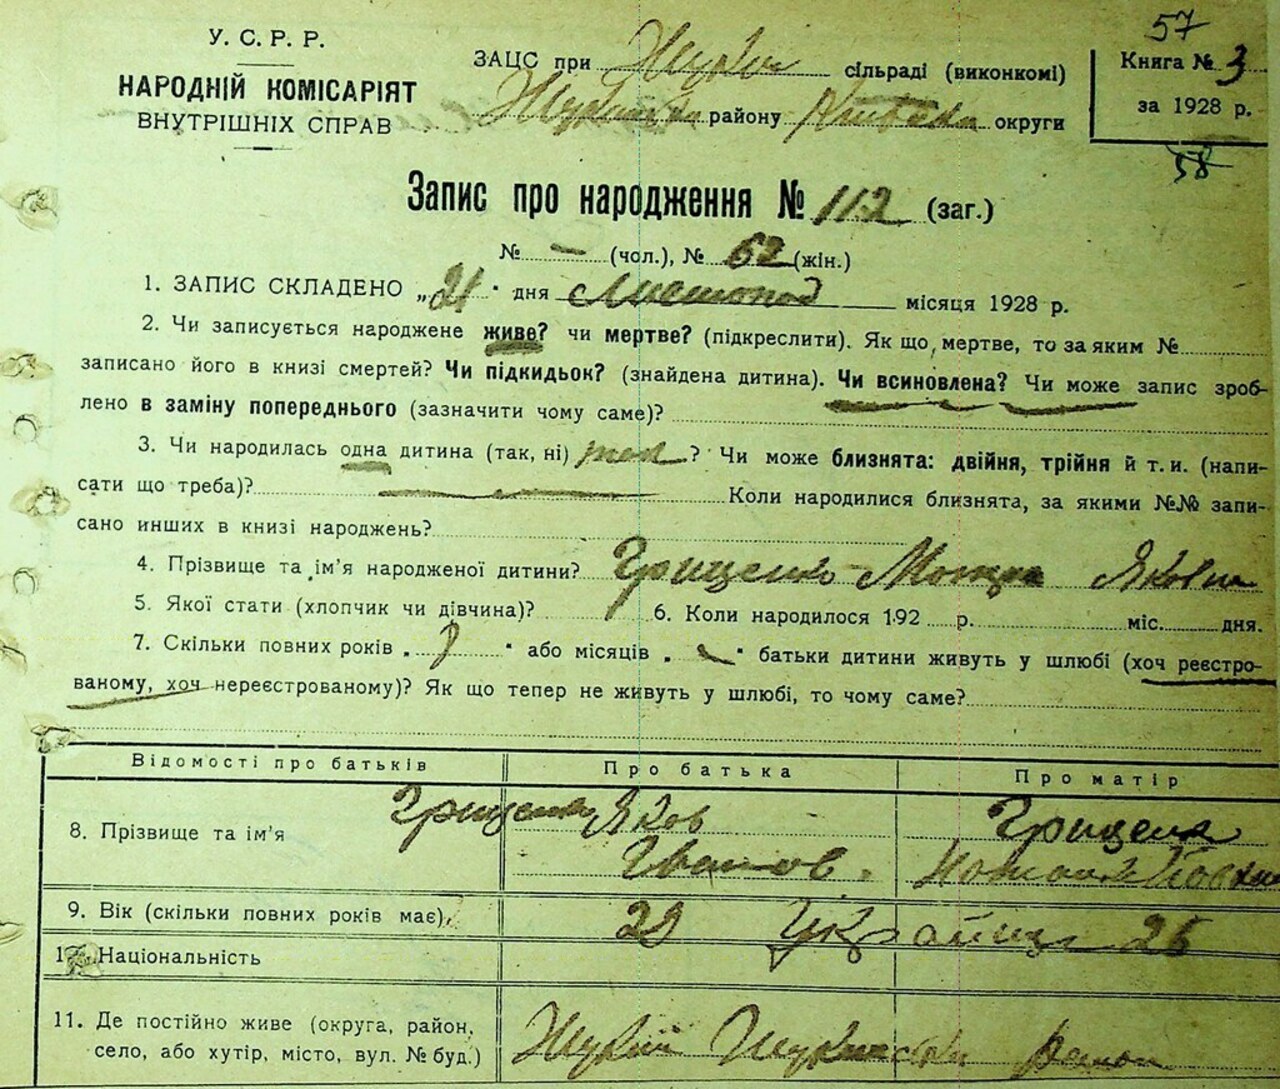 57
У. С. Р. Р.
НАРОДНІЙ КОМІСАРІЯТ
ВНУТРІШНІХ СПРАВ
ЗАЦС при Жукин сільраді (виконкомі)
району округи
Книга № 3
за 1928 р.
58
Запис про народження № 112 (заг.)
№ — (чол.), № 62 (жін.)
1. ЗАПИС СКЛАДЕНО „21" дня Листопад місяця 1928 р.
2. Чи записується народжене живе? чи мертве? (підкреслити). Як що, мертве, то за яким №
записано його в книзі смертей? Чи підкидьок? (знайдена дитина). Чи всиновлена? Чи може запис зроб-
лено в заміну попереднього (зазначити чому саме)?
3. Чи народилась одна дитина (так, ні) так? Чи може близнята: двійня, трійня й т. и. (напи-
сати що треба)? Коли народилися близнята, за якими №№ запи-
сано инших в книзі народжень?
4. Прізвище та ім'я народженої дитини? Гриценко Мотря Яковна
5. Якої стати (хлопчик чи дівчина)? 6. Коли народилося 192 р. міс. дня.
7. Скільки повних років „ " або місяців „ " батьки дитини живуть у шлюбі (хоч реєстро-
ваному, хоч нереєстрованому)? Як що тепер не живуть у шлюбі, то чому саме?
Відомості про батьків Про батька Про матір
8. Прізвище та ім'я Гриценко Яков
Іванов.
9. Вік (скільки повних років має) 29 Українці 26
10. Національність
11. Де постійно живе (округа, район,
село, або хутір, місто, вул. № буд.)